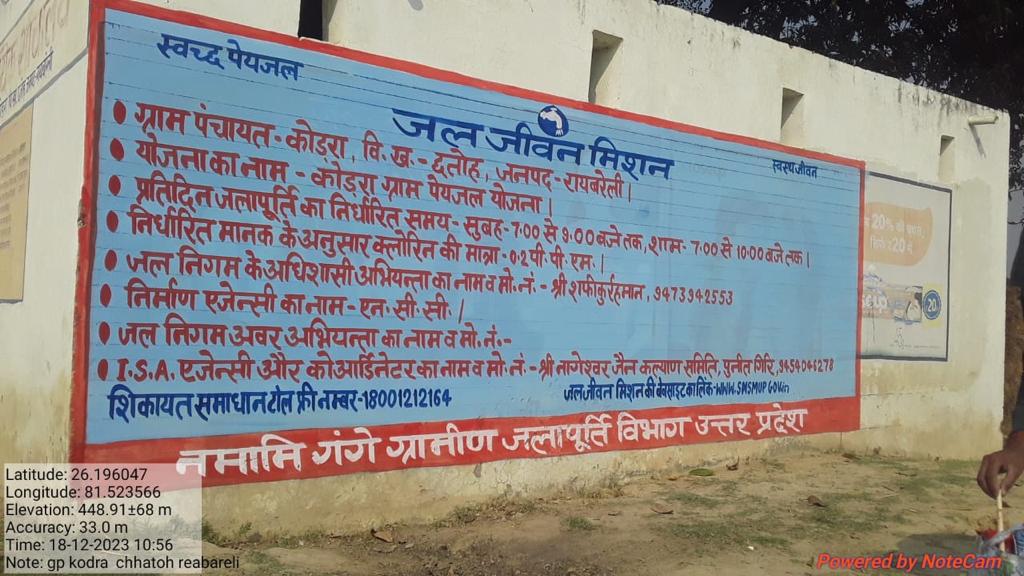 स्वच्छ पेयजल
जल जीवन मिशन
स्वस्थ जीवन
ग्राम पंचायत - कोड़रा, वि.ख.- छतोह, जनपद - रायबरेली।
योजना का नाम - कोड़रा ग्राम पेयजल योजना।
प्रतिदिन जलापूर्ति का निर्धारित समय - सुबह - 7:00 से 9:00 बजे तक, शाम - 7:00 से 10:00 बजे तक।
निर्धारित मानक के अनुसार क्लोरिन की मात्रा - 0.2 पी. पी. एम.।
जल निगम के अधिशासी अभियन्ता का नाम व मो. नं. - श्री शफीकुर्रहमान, 9473942553
निर्माण एजेन्सी का नाम - एन. सी. सी.।
जल निगम अवर अभियन्ता का नाम व मो. नं.-
I.S.A. एजेन्सी और कोआर्डिनेटर का नाम व मो. नं - श्री नागेश्वर जैन कल्याण समिति, पुनीत गिरि, 9454046278
शिकायत समाधान टोल फ्री नम्बर -18001212164
जल जीवन मिशन की वेबसाइट का लिंक - WWW.SWSMUP.GOV.in
नमामि गंगे ग्रामीण जलापूर्ति विभाग उत्तर प्रदेश
20%
20
Latitude: 26.196047
Longitude: 81.523566
Elevation: 448.91±68 m
Accuracy: 33.0 m
Time: 18-12-2023 10:56
Note: gp kodra chhatoh reabareli
Powered by NoteCam